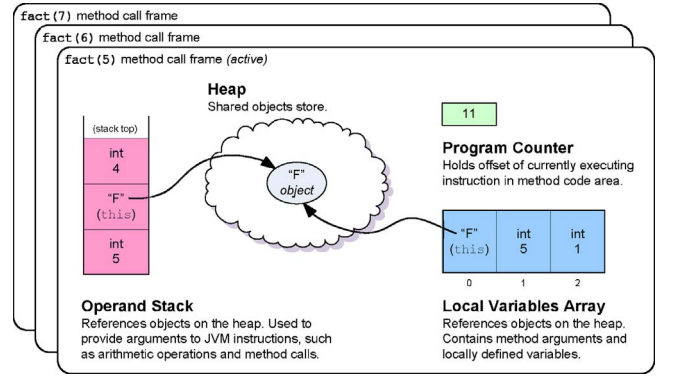 fact(7) method call frame
fact(6) method call frame
fact(5) method call frame (active)
Heap
Shared objects store.
(stack top)
int
4
"F"
(this)
int
5
"F"
object
11
Program Counter
Holds offset of currently executing
instruction in method code area.
"F"
(this)
int
5
int
1
0
1
2
Operand Stack
References objects on the heap. Used to
provide arguments to JVM instructions, such
as arithmetic operations and method calls.
Local Variables Array
References objects on the heap.
Contains method arguments and
locally defined variables.